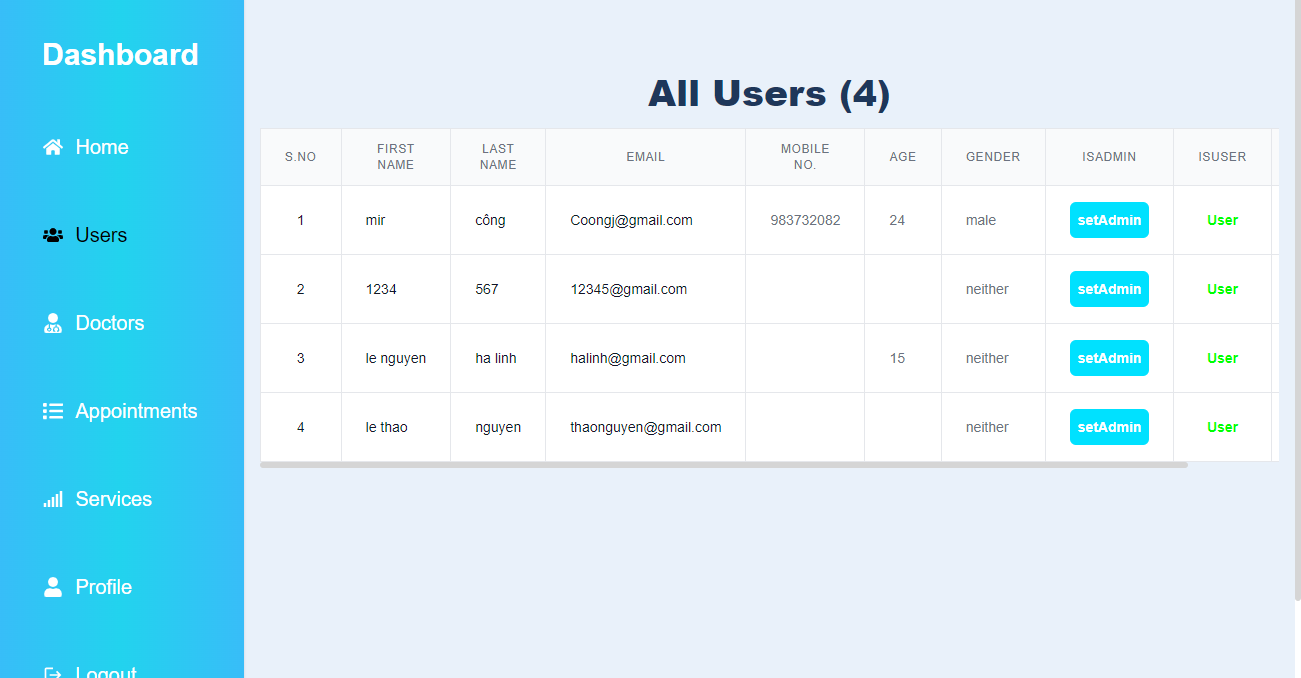 Dashboard
Home
Users
Doctors
Appointments
Services
Profile
Logout
All Users (4)
S.NO FIRST NAME LAST NAME EMAIL MOBILE NO. AGE GENDER ISADMIN ISUSER
1 mir công Coongj@gmail.com 983732082 24 male setAdmin User
2 1234 567 12345@gmail.com neither setAdmin User
3 le nguyen ha linh halinh@gmail.com 15 neither setAdmin User
4 le thao nguyen thaonguyen@gmail.com neither setAdmin User